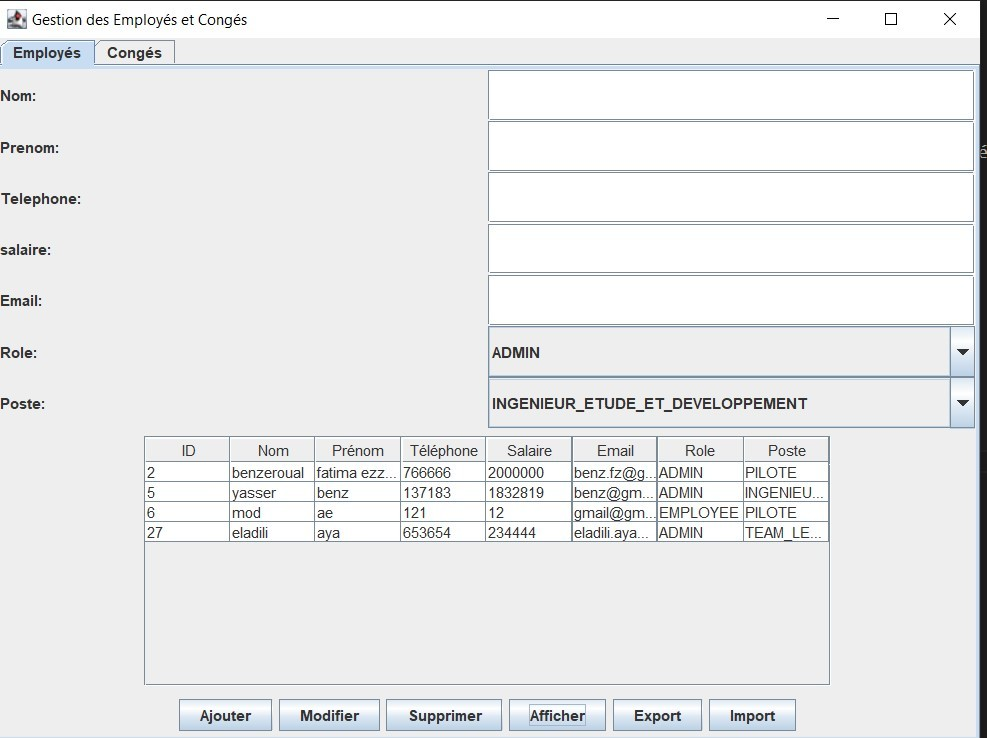 Gestion des Employés et Congés
Employés Congés
Nom:
Prenom:
Telephone:
salaire:
Email:
Role: ADMIN
Poste: INGENIEUR_ETUDE_ET_DEVELOPPEMENT
ID Nom Prénom Téléphone Salaire Email Role Poste
2 benzeroual fatima ezz... 766666 2000000 benz.fz@g... ADMIN PILOTE
5 yasser benz 137183 1832819 benz@gm... ADMIN INGENIEU...
6 mod ae 121 12 gmail@gm... EMPLOYEE PILOTE
27 eladili aya 653654 234444 eladili.aya... ADMIN TEAM_LE...
Ajouter Modifier Supprimer Afficher Export Import